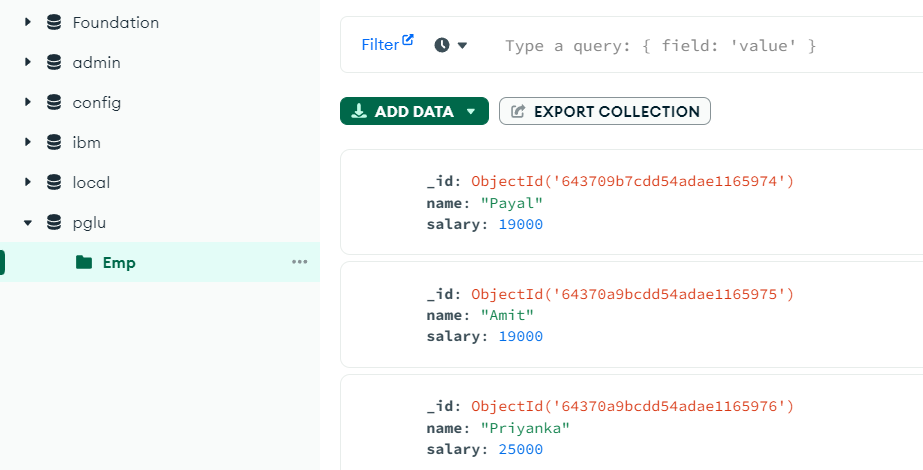 Foundation
admin
config
ibm
local
pglu
Emp
Filter
Type a query: { field: 'value' }
ADD DATA
EXPORT COLLECTION
_id: ObjectId('643709b7cdd54adae1165974')
name: "Payal"
salary: 19000
_id: ObjectId('64370a9bcdd54adae1165975')
name: "Amit"
salary: 19000
_id: ObjectId('64370a9bcdd54adae1165976')
name: "Priyanka"
salary: 25000